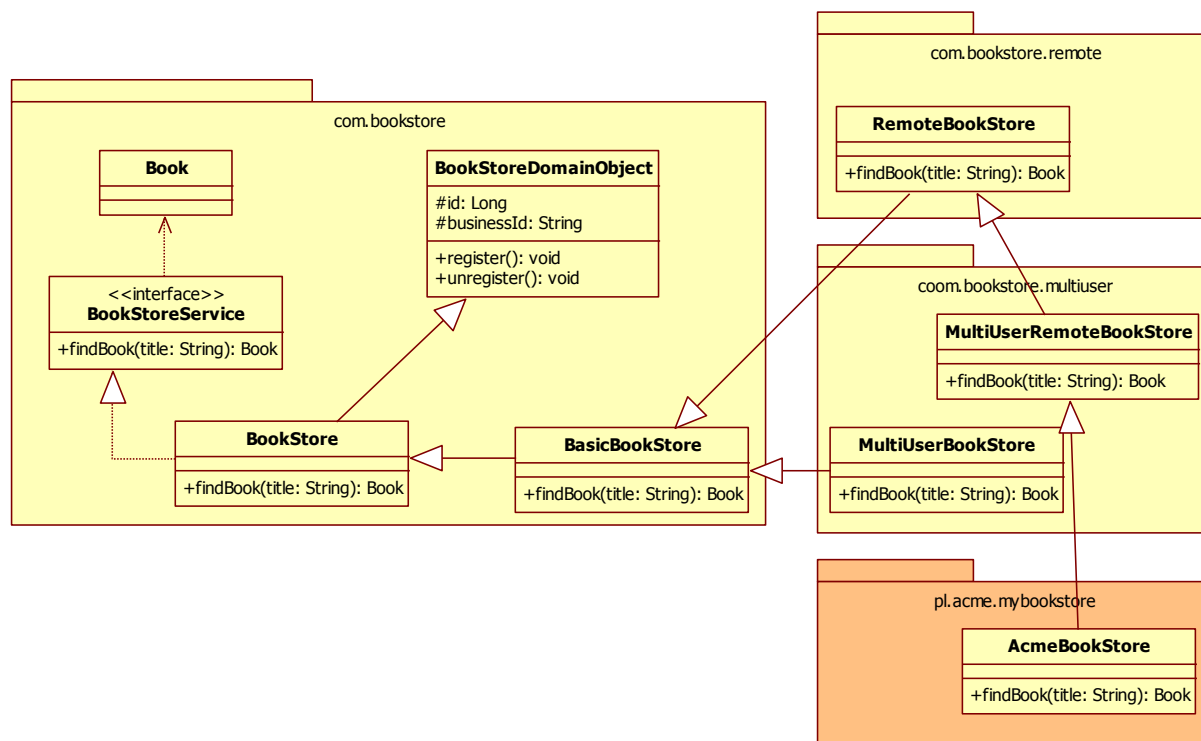 com.bookstore
Book
BookStoreDomainObject
#id: Long
#businessId: String
+register(): void
+unregister(): void
<<interface>>
BookStoreService
+findBook(title: String): Book
BookStore
+findBook(title: String): Book
BasicBookStore
+findBook(title: String): Book
com.bookstore.remote
RemoteBookStore
+findBook(title: String): Book
coom.bookstore.multiuser
MultiUserRemoteBookStore
+findBook(title: String): Book
MultiUserBookStore
+findBook(title: String): Book
pl.acme.mybookstore
AcmeBookStore
+findBook(title: String): Book